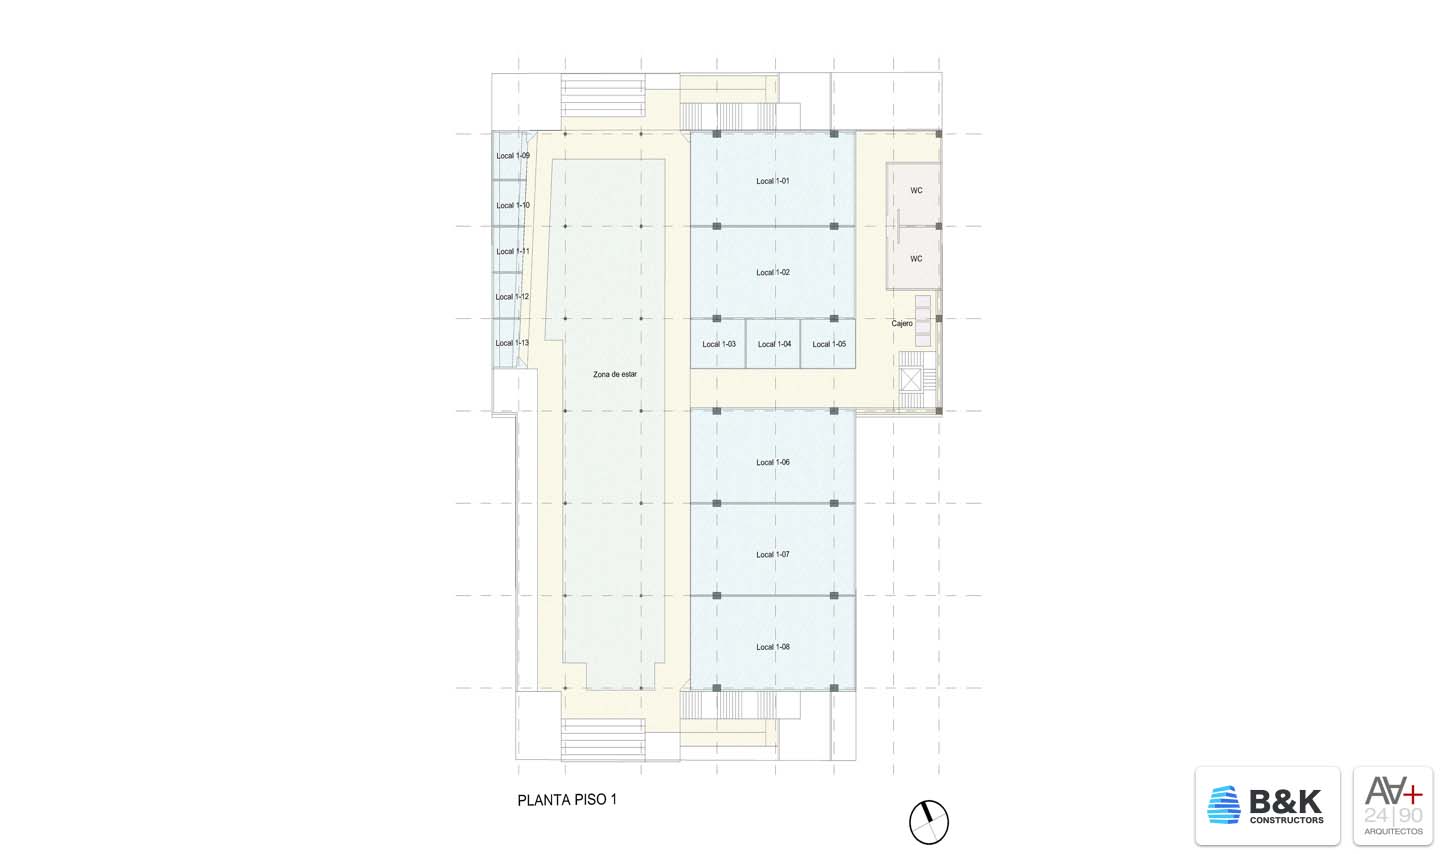 Local 1-09
Local 1-01
WC
Local 1-10
Local 1-11
WC
Local 1-02
Local 1-12
Cajero
Local 1-13
Local 1-03
Local 1-04
Local 1-05
Zona de estar
Local 1-06
Local 1-07
Local 1-08
PLANTA PISO 1
B&K
CONSTRUCTORS
24|90
ARQUITECTOS